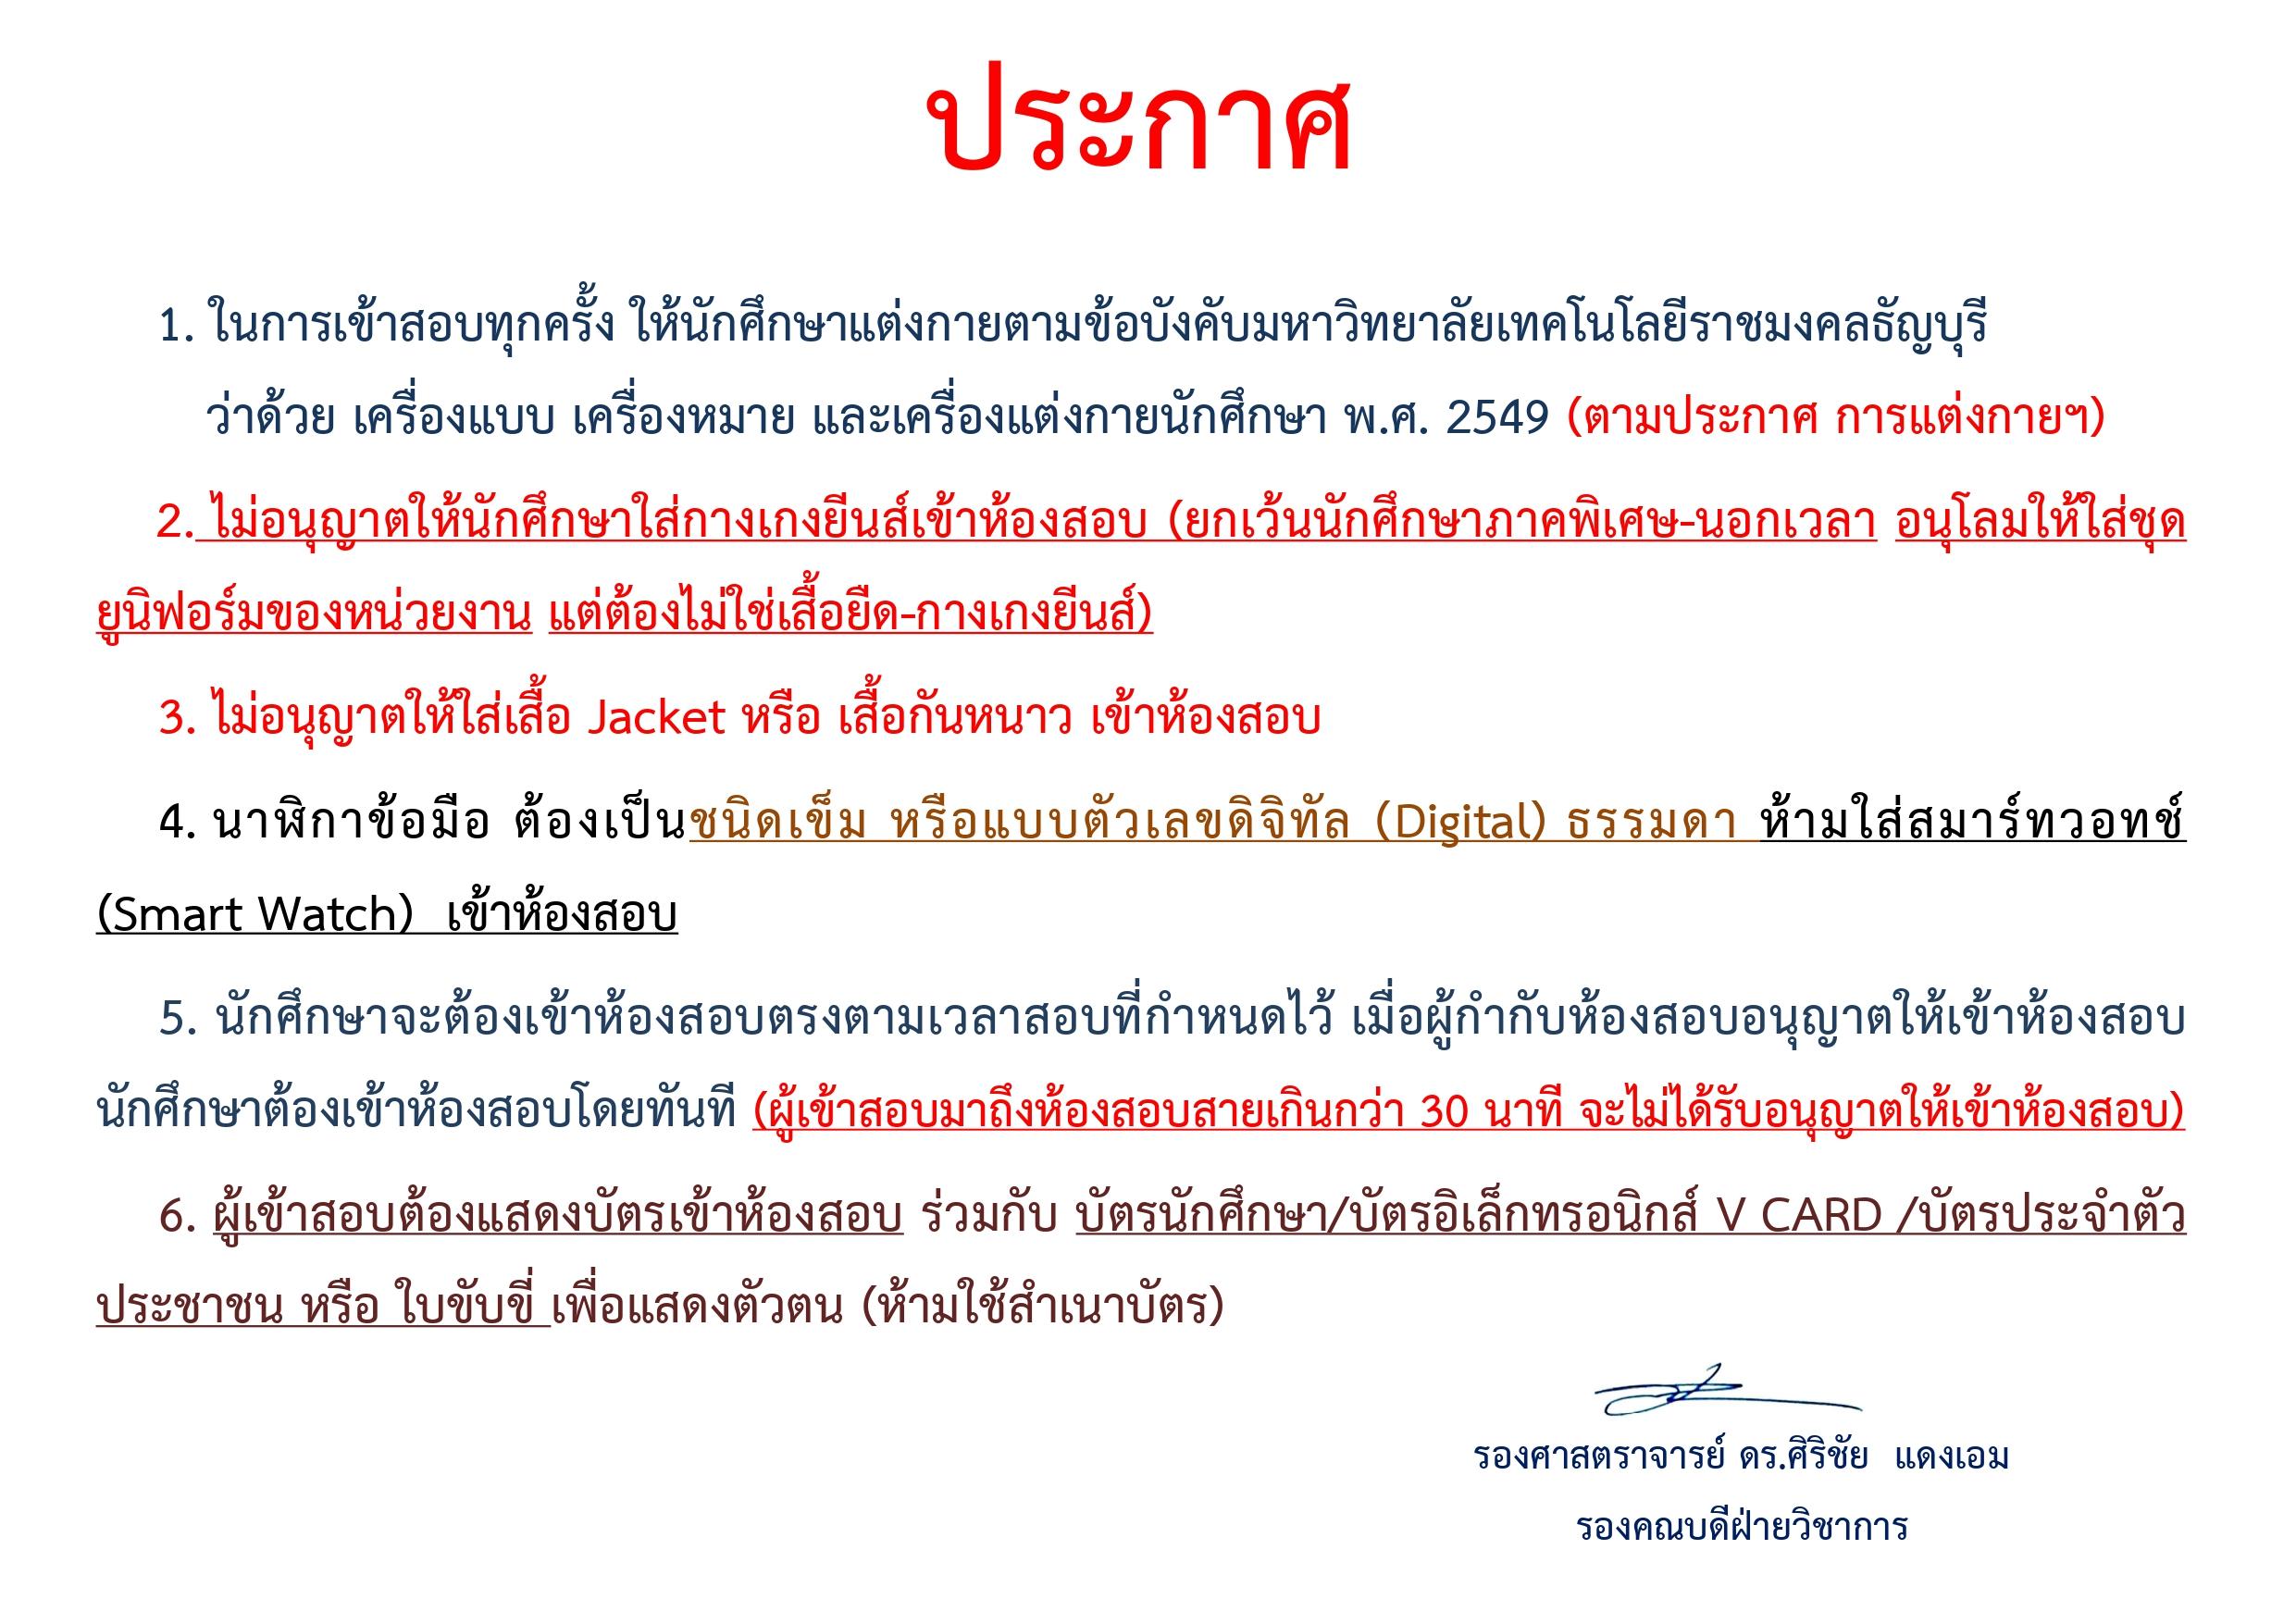 ประกาศ
1. ในการเข้าสอบทุกครั้ง ให้นักศึกษาแต่งกายตามข้อบังคับมหาวิทยาลัยเทคโนโลยีราชมงคลธัญบุรี
ว่าด้วย เครื่องแบบ เครื่องหมาย และเครื่องแต่งกายนักศึกษา พ.ศ. 2549 (ตามประกาศ การแต่งกายฯ)
2. ไม่อนุญาตให้นักศึกษาใส่กางเกงยีนส์เข้าห้องสอบ (ยกเว้นนักศึกษาภาคพิเศษ-นอกเวลา อนุโลมให้ใส่ชุด
ยูนิฟอร์มของหน่วยงาน แต่ต้องไม่ใช่เสื้อยืด-กางเกงยีนส์)
3. ไม่อนุญาตให้ใส่เสื้อ Jacket หรือ เสื้อกันหนาว เข้าห้องสอบ
4. นาฬิกาข้อมือ ต้องเป็นชนิดเข็ม หรือแบบตัวเลขดิจิทัล (Digital) ธรรมดา ห้ามใส่สมาร์ทวอทช์
(Smart Watch) เข้าห้องสอบ
5. นักศึกษาจะต้องเข้าห้องสอบตรงตามเวลาสอบที่กำหนดไว้ เมื่อผู้กำกับห้องสอบอนุญาตให้เข้าห้องสอบ
นักศึกษาต้องเข้าห้องสอบโดยทันที (ผู้เข้าสอบมาถึงห้องสอบสายเกินกว่า 30 นาที จะไม่ได้รับอนุญาตให้เข้าห้องสอบ)
6. ผู้เข้าสอบต้องแสดงบัตรเข้าห้องสอบ ร่วมกับ บัตรนักศึกษา/บัตรอิเล็กทรอนิกส์ V CARD /บัตรประจำตัว
ประชาชน หรือ ใบขับขี่ เพื่อแสดงตัวตน (ห้ามใช้สำเนาบัตร)
รองศาสตราจารย์ ดร.ศิริชัย แดงเอม
รองคณบดีฝ่ายวิชาการ